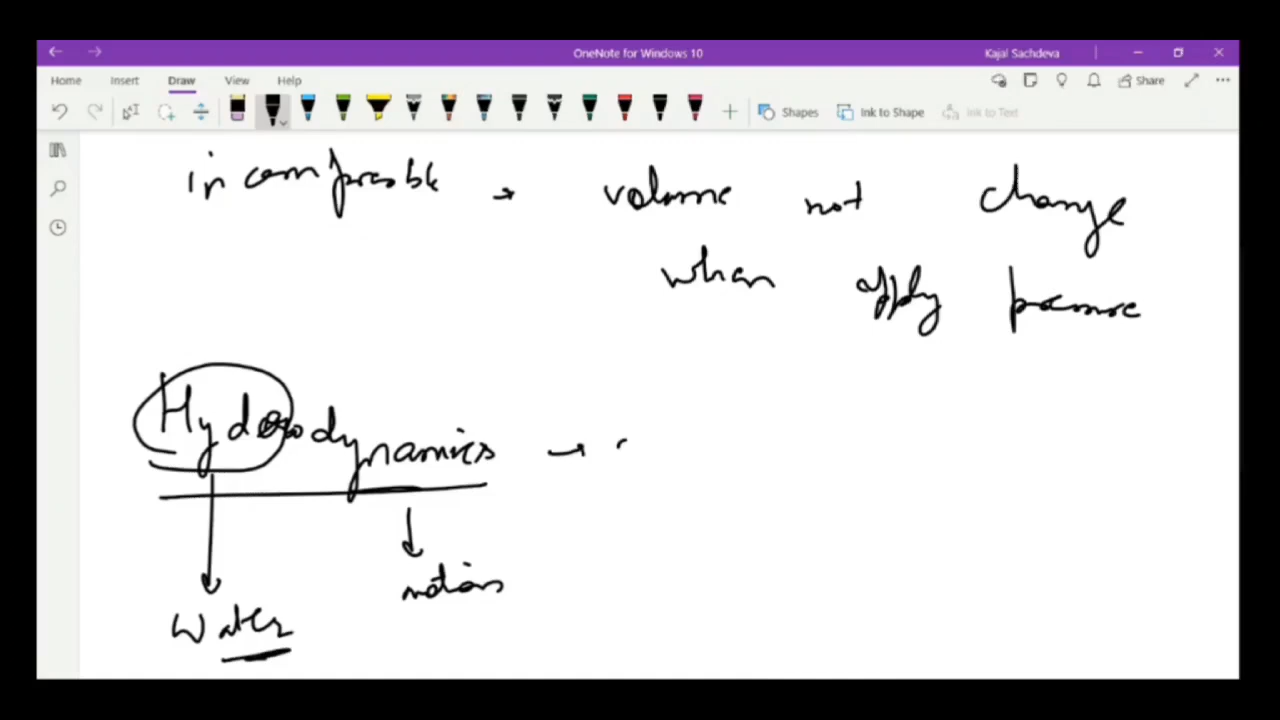 OneNote for Windows 10
Kajal Sachdeva
Home Insert Draw View Help
Share
Shapes Ink to Shape Ink to Text
incompressible → volume not change
when apply pressure
Hydrodynamics →
motion
Water